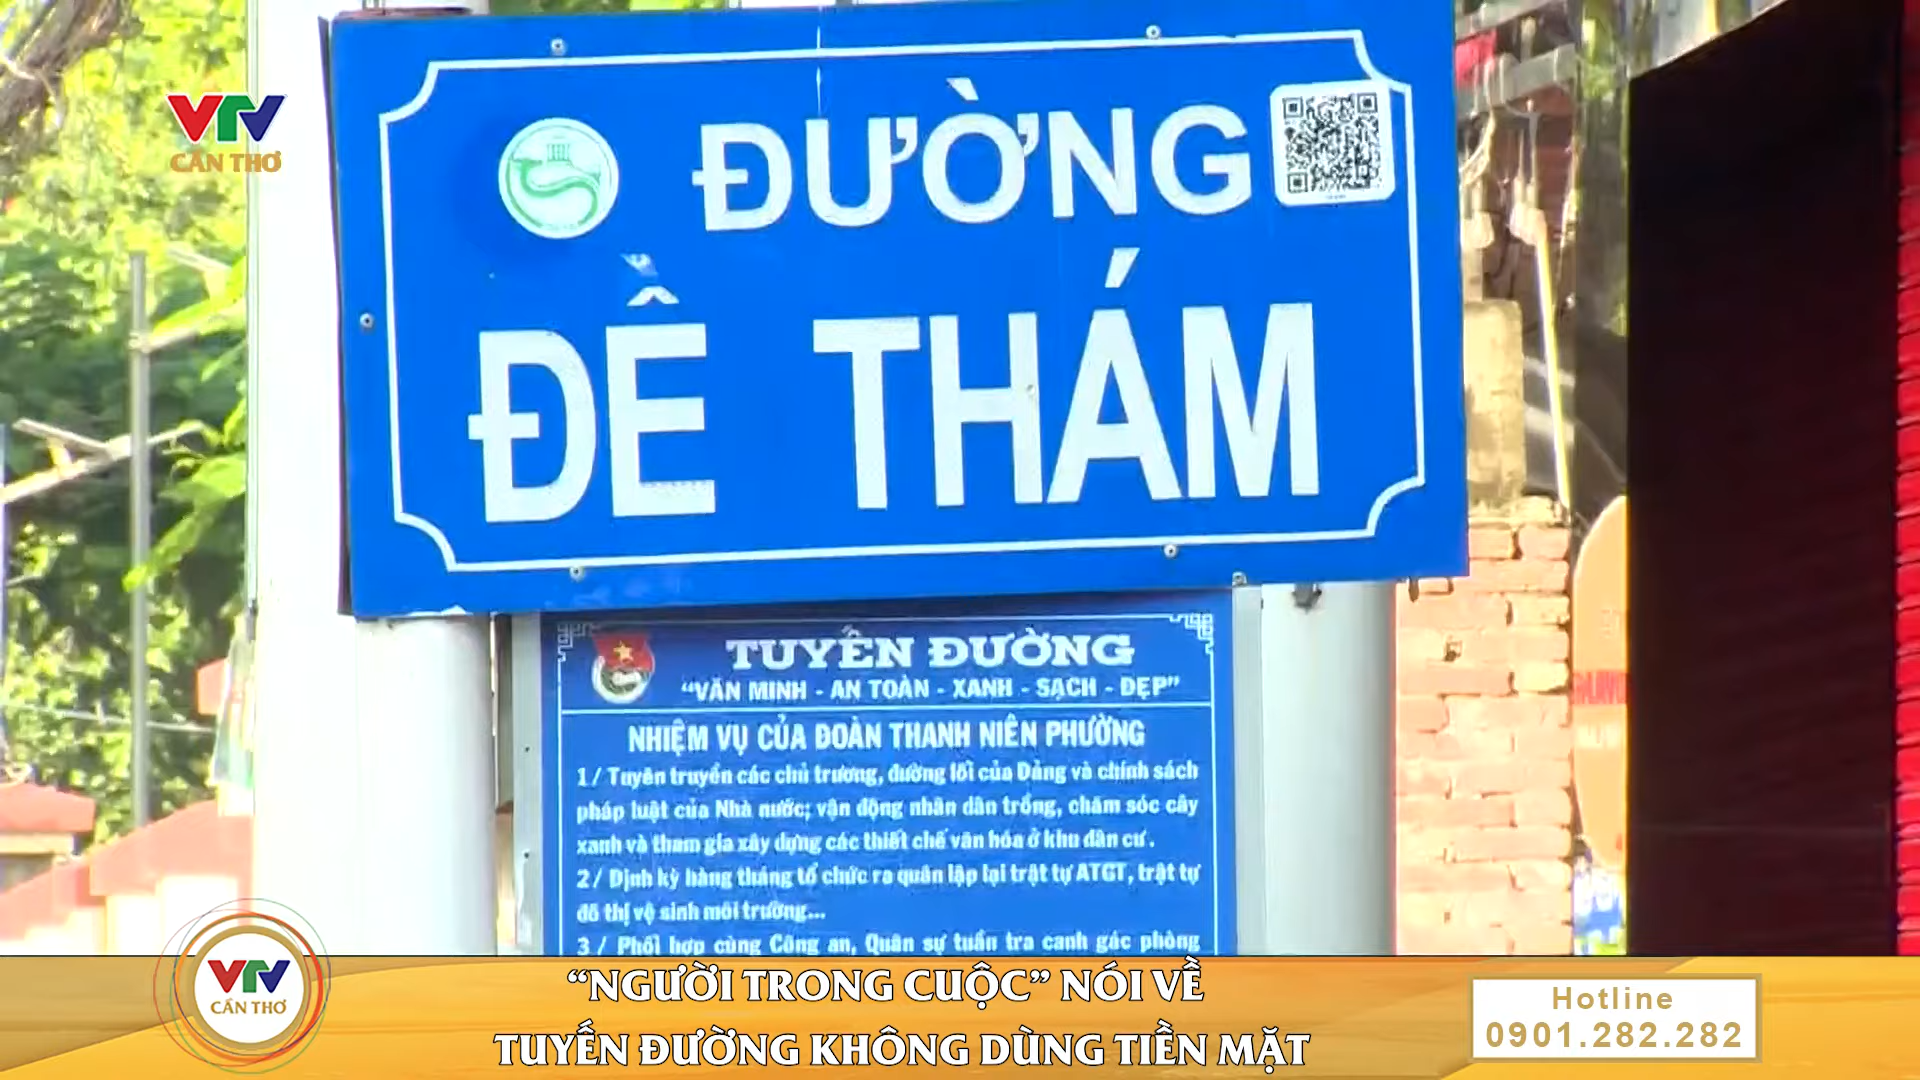 VTV
CẦN THƠ
ĐƯỜNG
ĐỀ THÁM
TUYẾN ĐƯỜNG
“VĂN MINH - AN TOÀN - XANH - SẠCH - ĐẸP”
NHIỆM VỤ CỦA ĐOÀN THANH NIÊN PHƯỜNG
1/ Tuyên truyền các chủ trương, đường lối của Đảng và chính sách
pháp luật của Nhà nước; vận động nhân dân trồng, chăm sóc cây
xanh và tham gia xây dựng các thiết chế văn hóa ở khu dân cư.
2/ Định kỳ hàng tháng tổ chức ra quân lập lại trật tự ATGT, trật tự
đô thị vệ sinh môi trường...
3/ Phối hợp cùng Công an, Quân sự tuần tra canh gác phòng
VTV
CẦN THƠ
“NGƯỜI TRONG CUỘC” NÓI VỀ
TUYẾN ĐƯỜNG KHÔNG DÙNG TIỀN MẶT
Hotline
0901.282.282